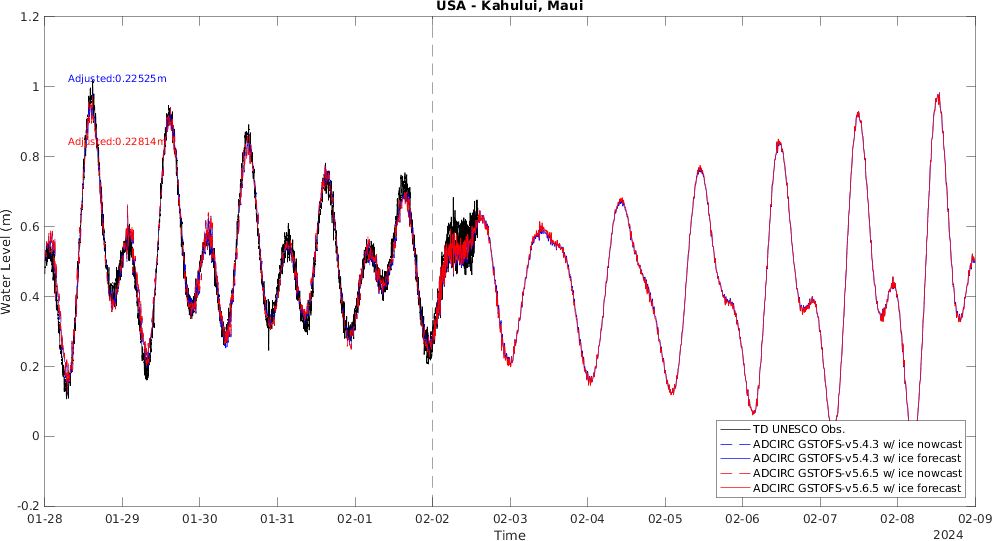 USA - Kahului, Maui
1.2
1
0.8
0.6
0.4
0.2
0
-0.2
Water Level (m)
Adjusted:0.22525m
Adjusted:0.22814m
TD UNESCO Obs.
ADCIRC GSTOFS-v5.4.3 w/ ice nowcast
ADCIRC GSTOFS-v5.4.3 w/ ice forecast
ADCIRC GSTOFS-v5.6.5 w/ ice nowcast
ADCIRC GSTOFS-v5.6.5 w/ ice forecast
01-28 01-29 01-30 01-31 02-01 02-02 02-03 02-04 02-05 02-06 02-07 02-08 02-09
Time
2024